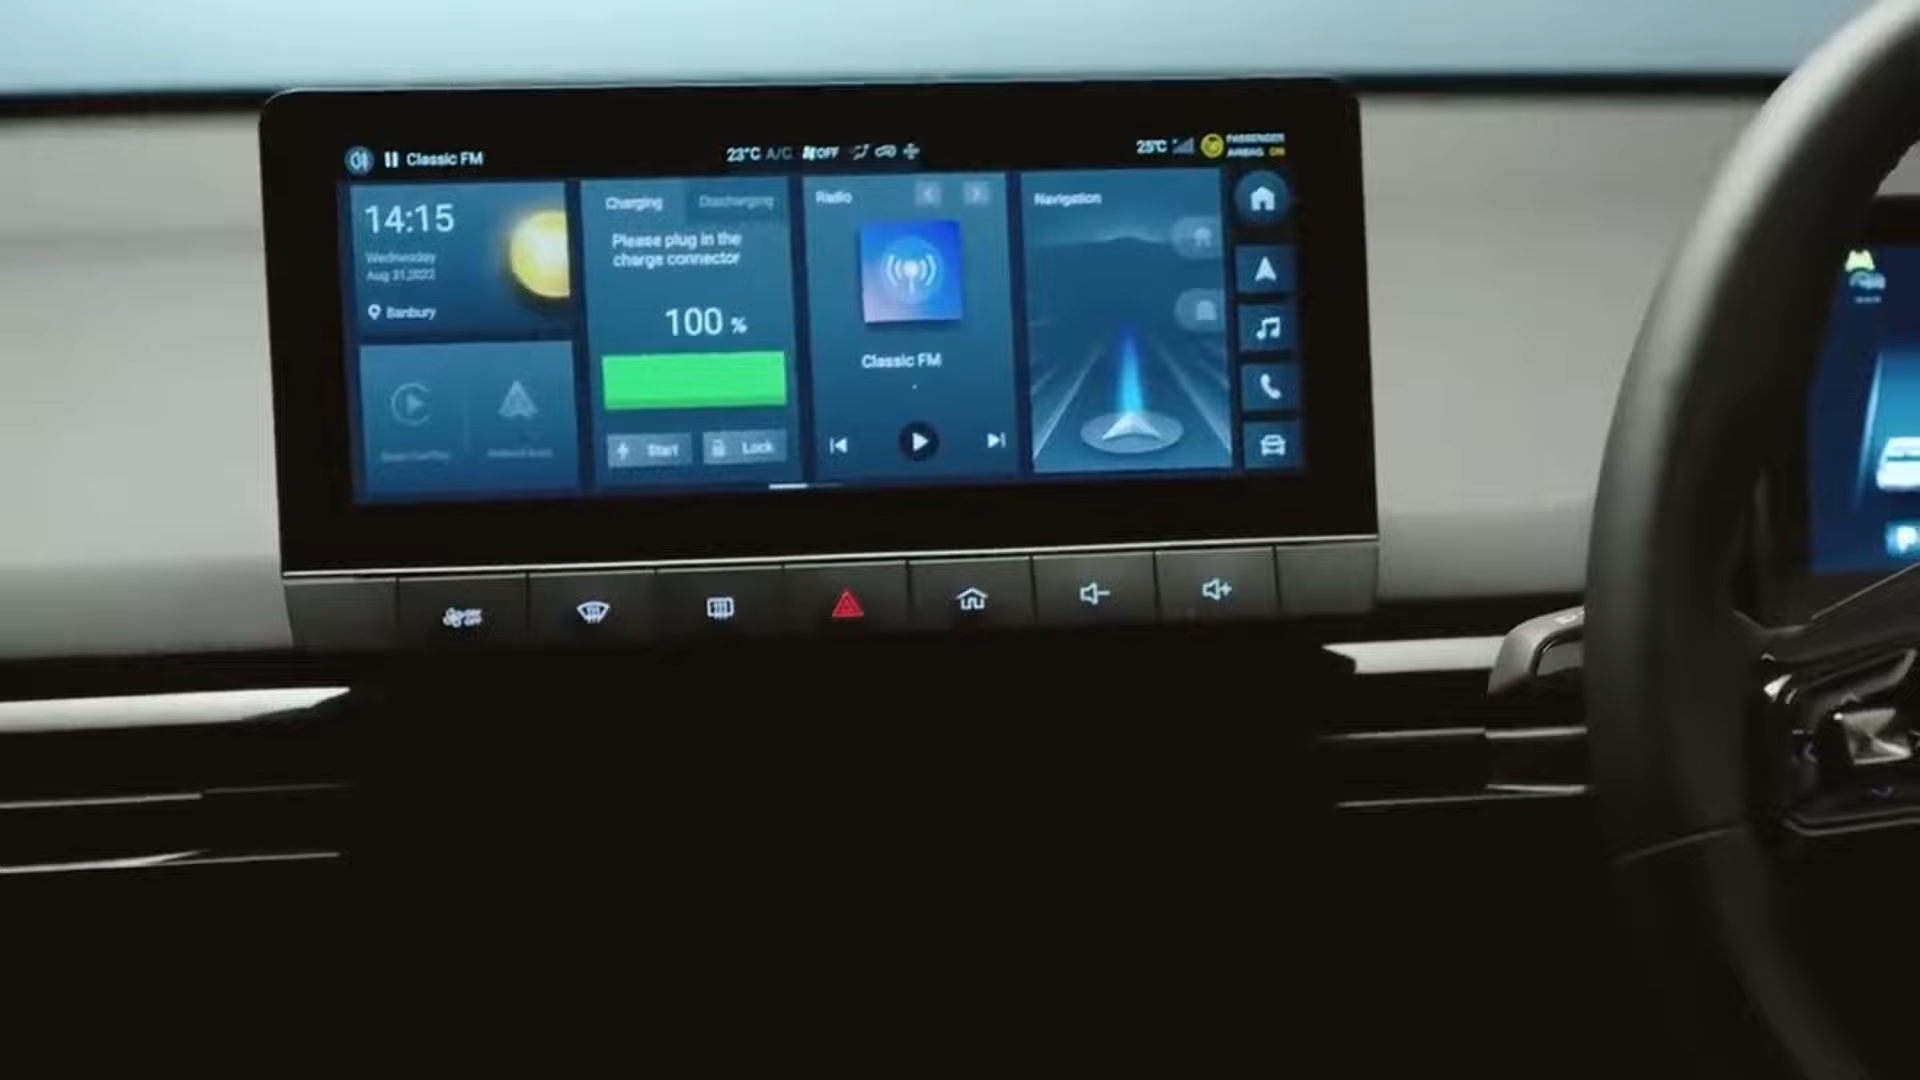 Classic FM
23°C A/C OFF
25°C
PASSENGER
AIRBAG ON
14:15
Wednesday
Aug 31,2022
Banbury
Charging Discharging
Please plug in the
charge connector
100 %
Start Lock
Radio
Classic FM
Navigation
P